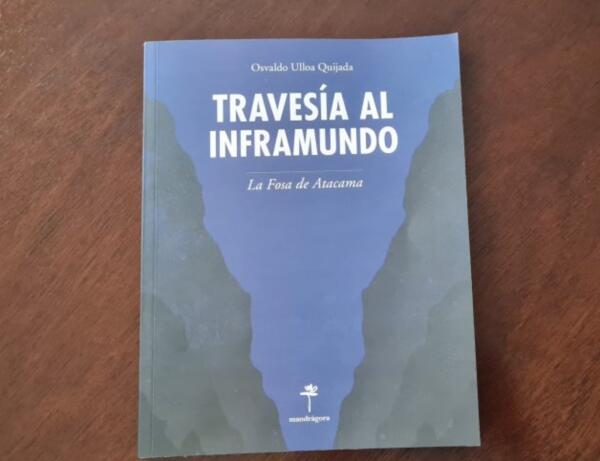 Osvaldo Ulloa Quijada
TRAVESÍA AL
INFRAMUNDO
La Fosa de Atacama
mandrágora